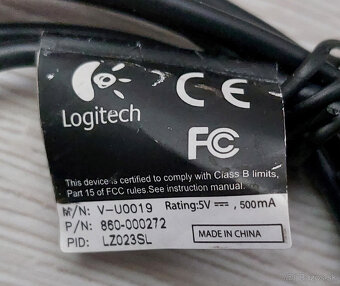 Logitech
CE
FC
This device is certified to comply with Class B limits,
Part 15 of FCC rules.See instruction manual.
M/N: V-U0019 Rating:5V⎓, 500mA
P/N: 860-000272
PID: LZ023SL
MADE IN CHINA